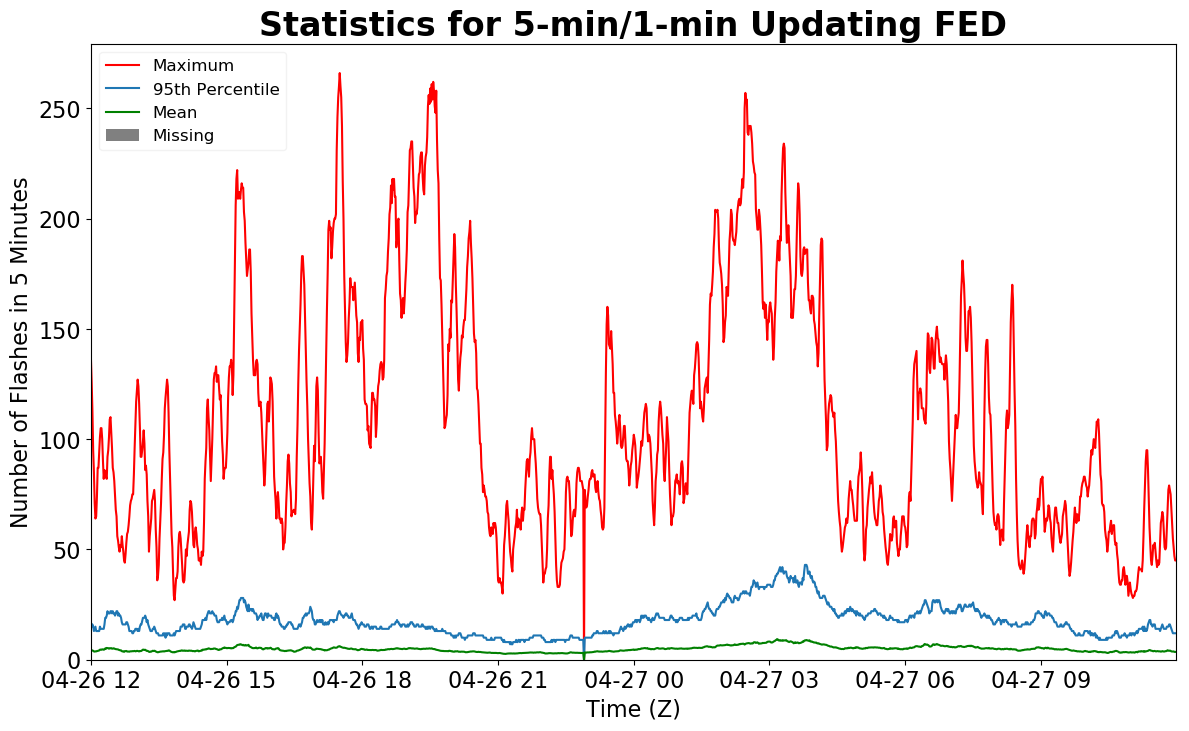 Statistics for 5-min/1-min Updating FED
Maximum
95th Percentile
Mean
Missing
Number of Flashes in 5 Minutes
250
200
150
100
50
0
04-26 12 04-26 15 04-26 18 04-26 21 04-27 00 04-27 03 04-27 06 04-27 09
Time (Z)